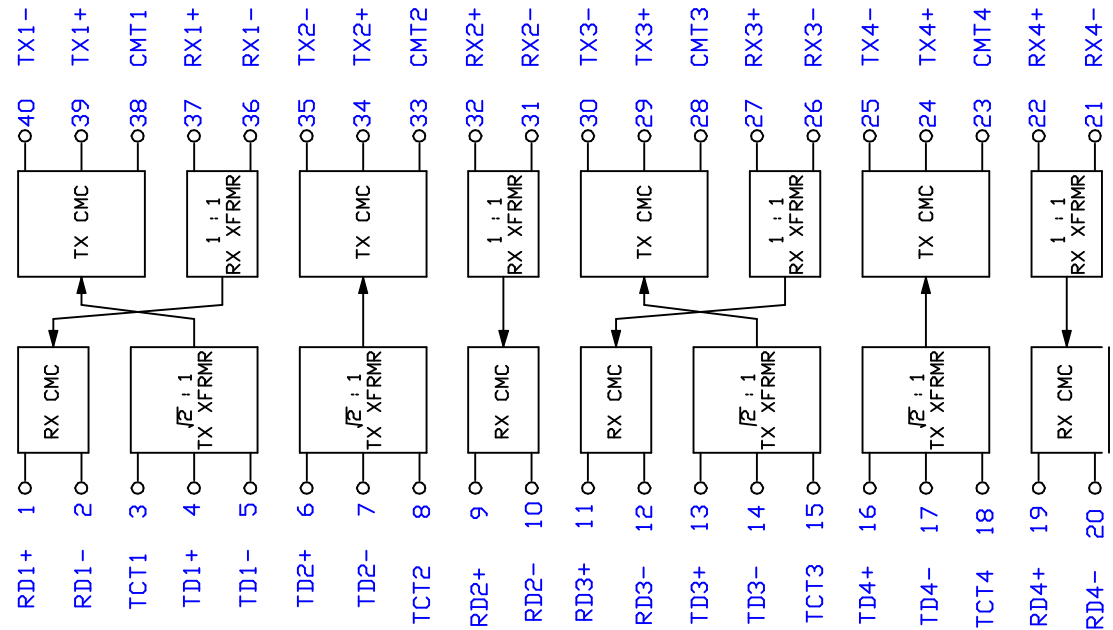 TX1-
TX1+
CMT1
RX1+
RX1-
TX2-
TX2+
CMT2
RX2+
RX2-
TX3-
TX3+
CMT3
RX3+
RX3-
TX4-
TX4+
CMT4
RX4+
RX4-
40
39
38
37
36
35
34
33
32
31
30
29
28
27
26
25
24
23
22
21
TX CMC
1 : 1
RX XFRMR
TX CMC
1 : 1
RX XFRMR
TX CMC
1 : 1
RX XFRMR
TX CMC
1 : 1
RX XFRMR
RX CMC
√2 : 1
TX XFRMR
√2 : 1
TX XFRMR
RX CMC
RX CMC
√2 : 1
TX XFRMR
√2 : 1
TX XFRMR
RX CMC
1
2
3
4
5
6
7
8
9
10
11
12
13
14
15
16
17
18
19
20
RD1+
RD1-
TCT1
TD1+
TD1-
TD2+
TD2-
TCT2
RD2+
RD2-
RD3+
RD3-
TD3+
TD3-
TCT3
TD4+
TD4-
TCT4
RD4+
RD4-